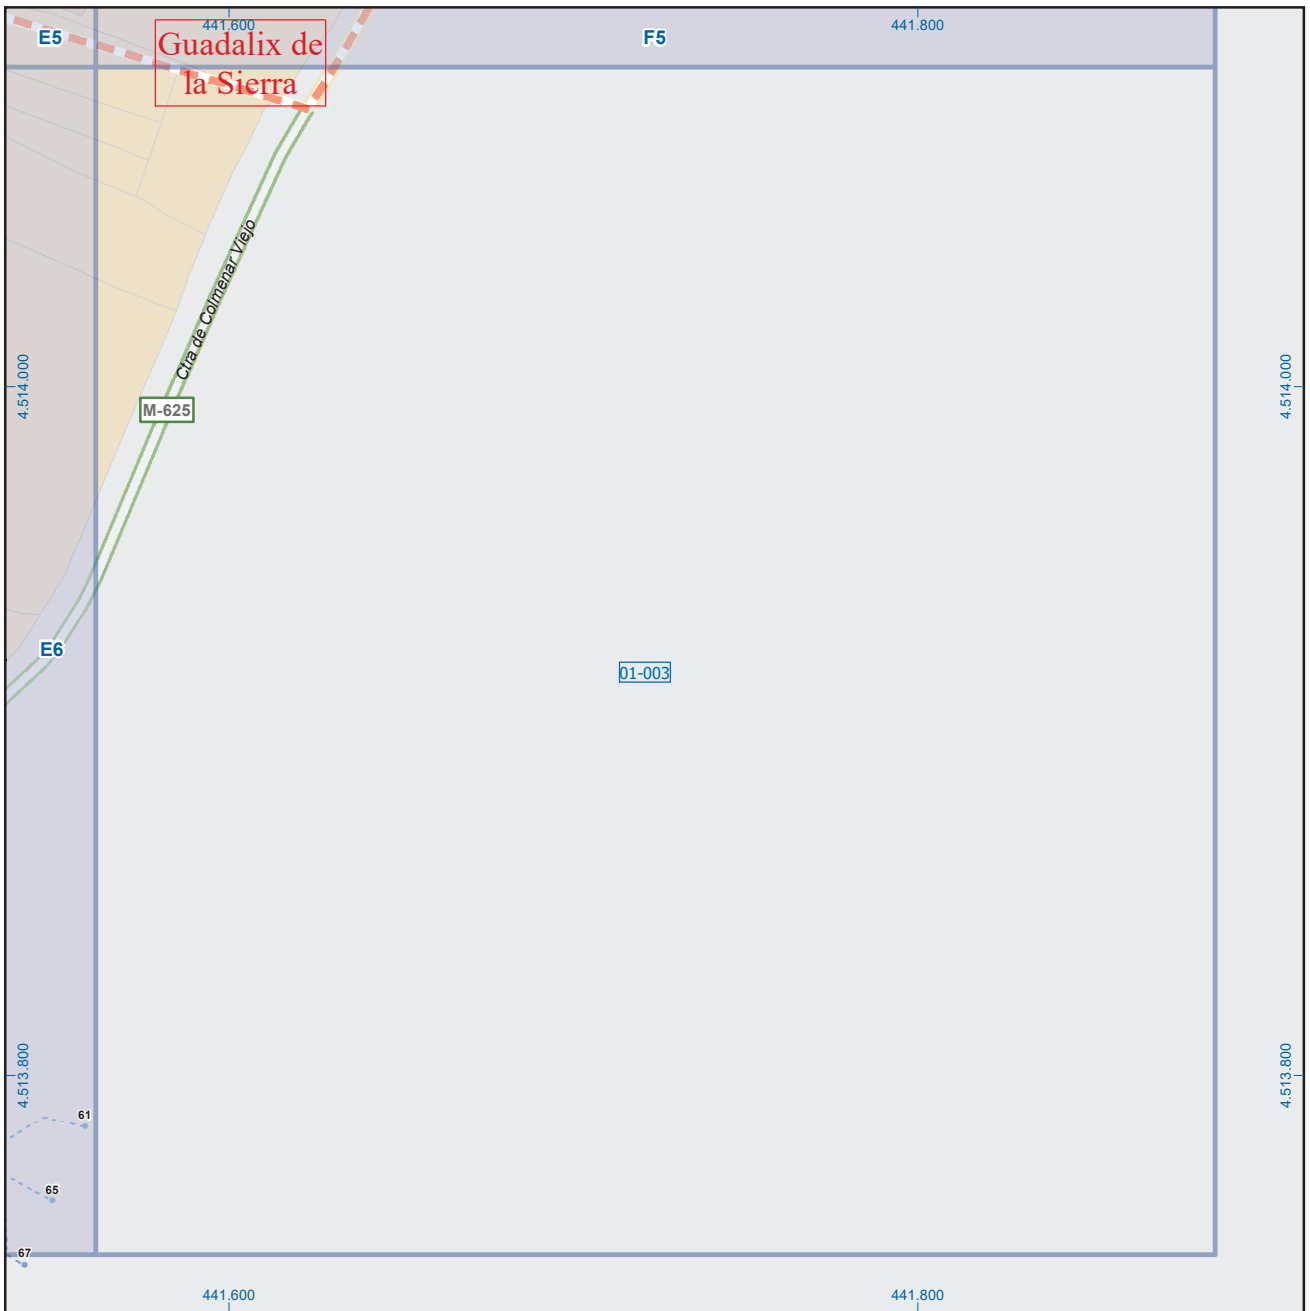 441.600
441.800
E5
F5
Guadalix de
la Sierra
Ctra de Colmenar Viejo
4.514.000
4.514.000
M-625
E6
01-003
4.513.800
4.513.800
61
65
67
441.600
441.800